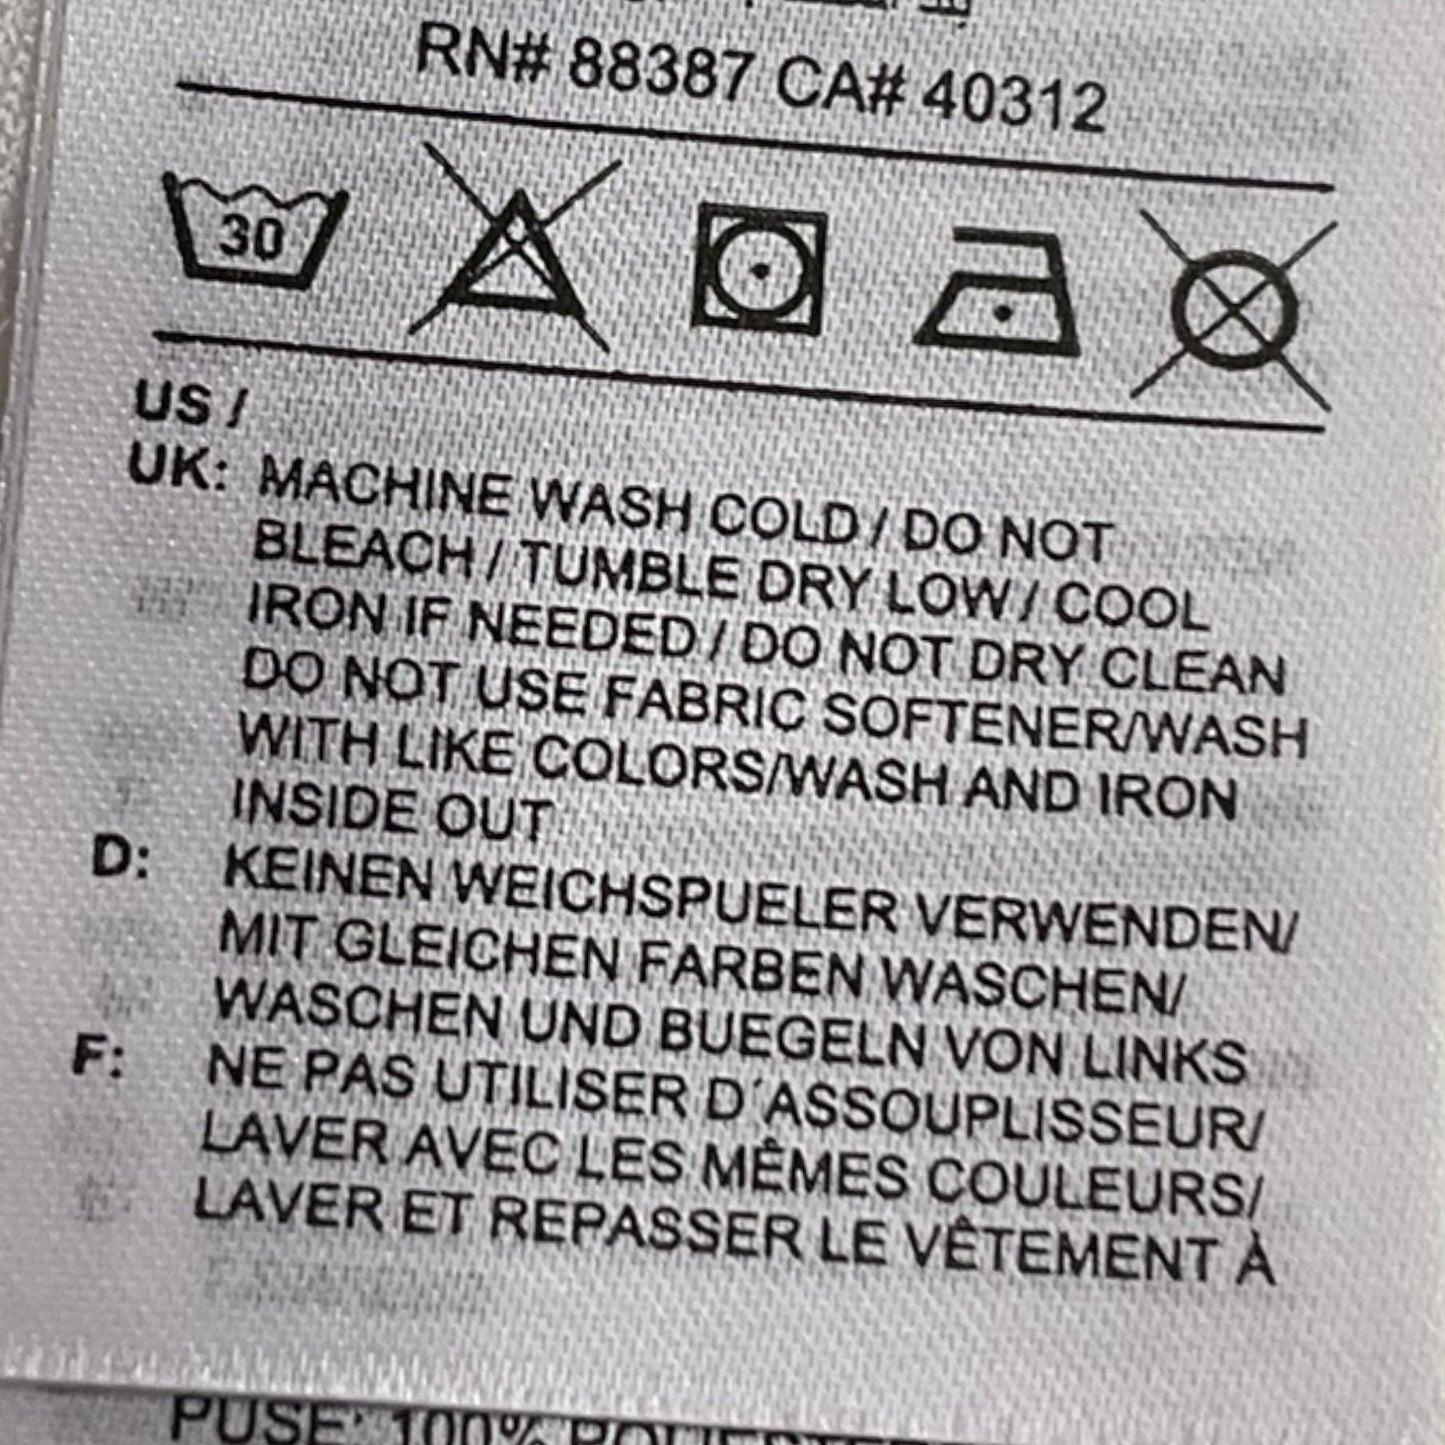 RN# 88387 CA# 40312
30
US /
UK: MACHINE WASH COLD / DO NOT
BLEACH / TUMBLE DRY LOW / COOL
IRON IF NEEDED / DO NOT DRY CLEAN
DO NOT USE FABRIC SOFTENER/WASH
WITH LIKE COLORS/WASH AND IRON
INSIDE OUT
D: KEINEN WEICHSPUELER VERWENDEN/
MIT GLEICHEN FARBEN WASCHEN/
WASCHEN UND BUEGELN VON LINKS
F: NE PAS UTILISER D´ASSOUPLISSEUR/
LAVER AVEC LES MÊMES COULEURS/
LAVER ET REPASSER LE VÊTEMENT À
100%